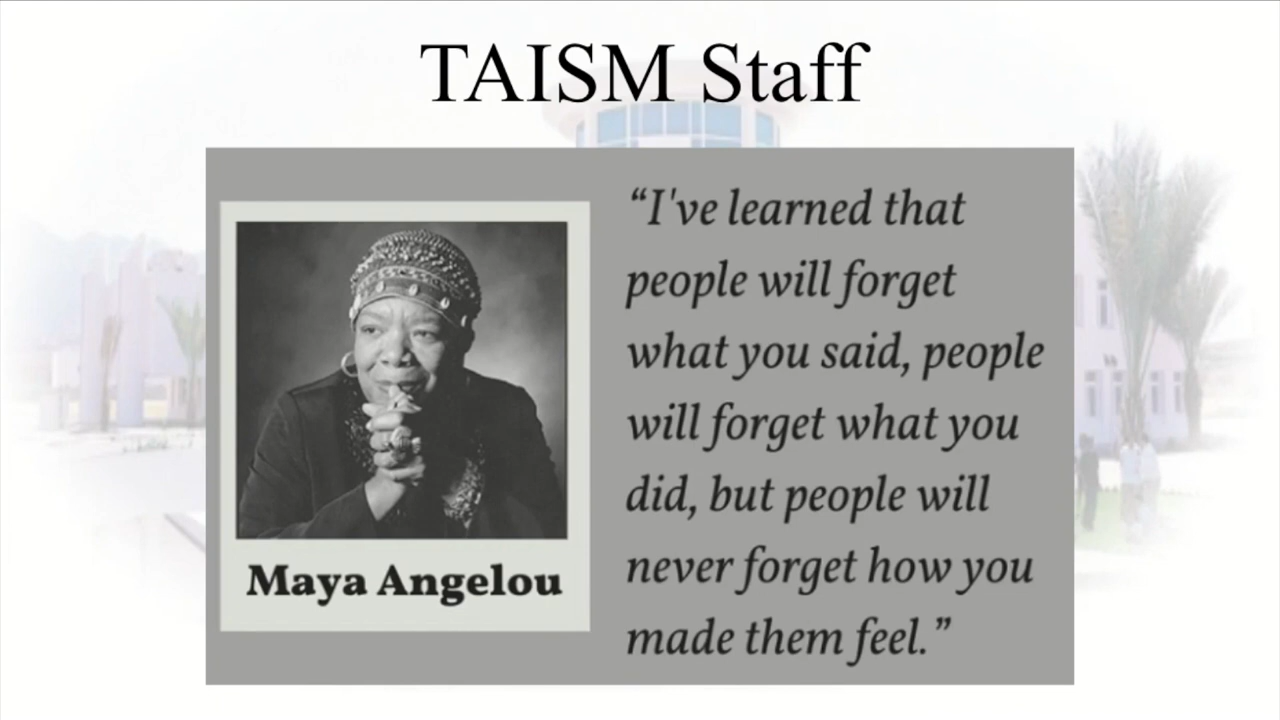 TAISM Staff
“I've learned that
people will forget
what you said, people
will forget what you
did, but people will
never forget how you
made them feel.”
Maya Angelou